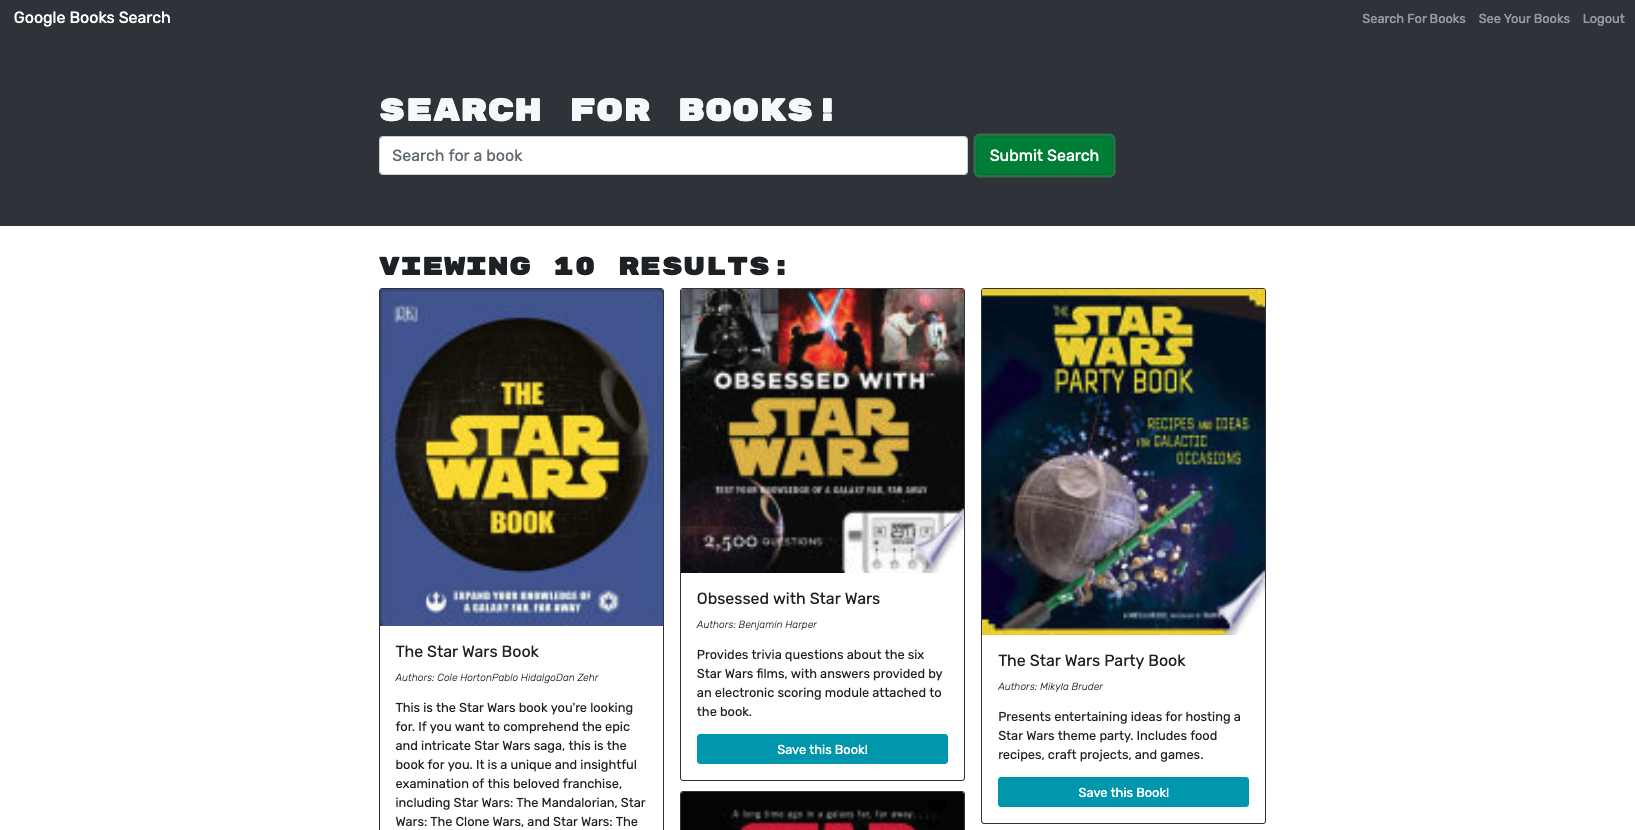 Google Books Search
Search For Books
See Your Books
Logout
SEARCH FOR BOOKS!
Search for a book
Submit Search
VIEWING 10 RESULTS:
DK
THE
STAR
WARS
BOOK
EXPAND YOUR KNOWLEDGE OF
A GALAXY FAR, FAR AWAY
The Star Wars Book
Authors: Cole HortonPablo HidalgoDan Zehr
This is the Star Wars book you're looking
for. If you want to comprehend the epic
and intricate Star Wars saga, this is the
book for you. It is a unique and insightful
examination of this beloved franchise,
including Star Wars: The Mandalorian, Star
Wars: The Clone Wars, and Star Wars: The
OBSESSED WITH
STAR
WARS
TEST YOUR KNOWLEDGE OF A GALAXY FAR, FAR AWAY
2,500 QUESTIONS
Obsessed with Star Wars
Authors: Benjamin Harper
Provides trivia questions about the six
Star Wars films, with answers provided by
an electronic scoring module attached to
the book.
Save this Book!
A long time ago in a galaxy far, far away...
STAR
THE
STAR
WARS
PARTY BOOK
RECIPES AND IDEAS
FOR GALACTIC
OCCASIONS
The Star Wars Party Book
Authors: Mikyla Bruder
Presents entertaining ideas for hosting a
Star Wars theme party. Includes food
recipes, craft projects, and games.
Save this Book!